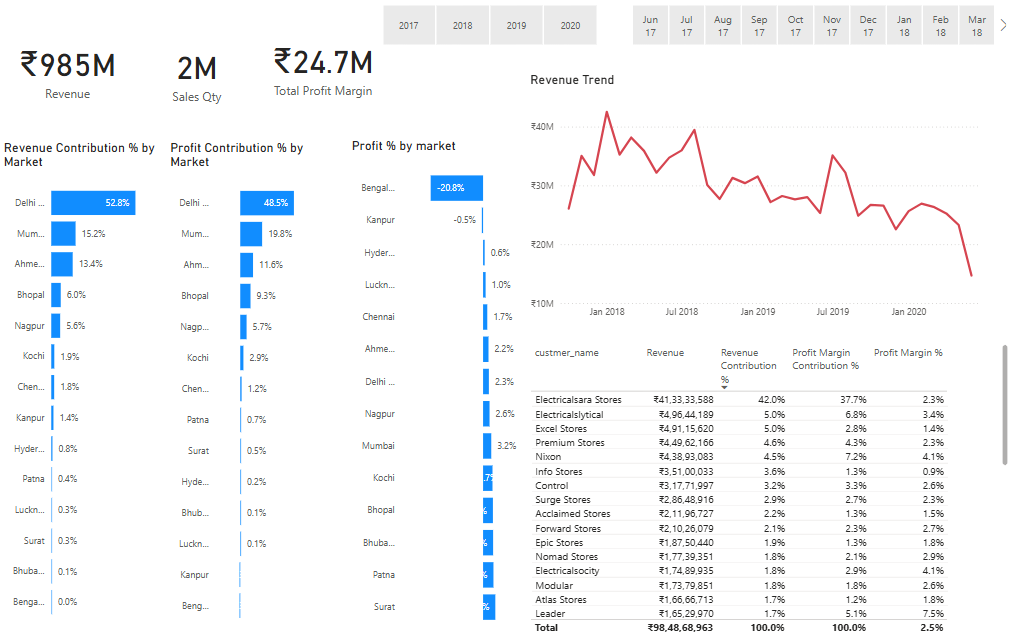 2017 2018 2019 2020
Jun 17 Jul 17 Aug 17 Sep 17 Oct 17 Nov 17 Dec 17 Jan 18 Feb 18 Mar 18
₹985M
Revenue
2M
Sales Qty
₹24.7M
Total Profit Margin
Revenue Contribution % by
Market
Delhi ... 52.8%
Mum... 15.2%
Ahme... 13.4%
Bhopal 6.0%
Nagpur 5.6%
Kochi 1.9%
Chen... 1.8%
Kanpur 1.4%
Hyder... 0.8%
Patna 0.4%
Luckn... 0.3%
Surat 0.3%
Bhuba... 0.1%
Benga... 0.0%
Profit Contribution % by
Market
Delhi ... 48.5%
Mum... 19.8%
Ahm... 11.6%
Bhopal 9.3%
Nagp... 5.7%
Kochi 2.9%
Chen... 1.2%
Patna 0.7%
Surat 0.5%
Hyde... 0.2%
Bhub... 0.1%
Luckn... 0.1%
Kanpur
Beng...
Profit % by market
Bengal... -20.8%
Kanpur -0.5%
Hyder... 0.6%
Luckn... 1.0%
Chennai 1.7%
Ahme... 2.2%
Delhi ... 2.3%
Nagpur 2.6%
Mumbai 3.2%
Kochi
Bhopal %
Bhuba... %
Patna %
Surat %
Revenue Trend
₹40M
₹30M
₹20M
₹10M
Jan 2018 Jul 2018 Jan 2019 Jul 2019 Jan 2020
custmer_name Revenue Revenue Contribution % Profit Margin Contribution % Profit Margin %
Electricalsara Stores ₹41,33,33,588 42.0% 37.7% 2.3%
Electricalslytical ₹4,96,44,189 5.0% 6.8% 3.4%
Excel Stores ₹4,91,15,620 5.0% 2.8% 1.4%
Premium Stores ₹4,49,62,166 4.6% 4.3% 2.3%
Nixon ₹4,38,93,083 4.5% 7.2% 4.1%
Info Stores ₹3,51,00,033 3.6% 1.3% 0.9%
Control ₹3,17,71,997 3.2% 3.3% 2.6%
Surge Stores ₹2,86,48,916 2.9% 2.7% 2.3%
Acclaimed Stores ₹2,11,96,727 2.2% 1.3% 1.5%
Forward Stores ₹2,10,26,079 2.1% 2.3% 2.7%
Epic Stores ₹1,87,50,440 1.9% 1.3% 1.8%
Nomad Stores ₹1,77,39,351 1.8% 2.1% 2.9%
Electricalsocity ₹1,74,89,935 1.8% 2.9% 4.1%
Modular ₹1,73,79,851 1.8% 1.8% 2.6%
Atlas Stores ₹1,66,66,713 1.7% 1.2% 1.8%
Leader ₹1,65,29,970 1.7% 5.1% 7.5%
Total ₹98,48,68,963 100.0% 100.0% 2.5%